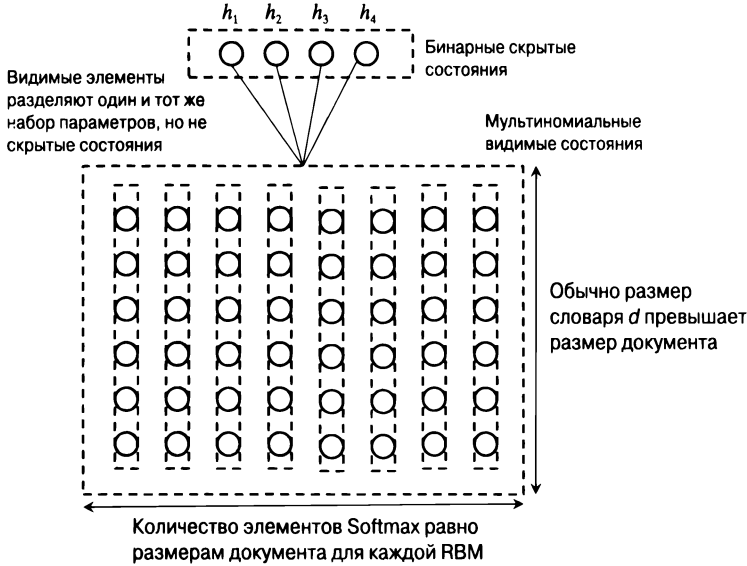 h1 h2 h3 h4
Бинарные скрытые
состояния
Видимые элементы
разделяют один и тот же
набор параметров, но не
скрытые состояния
Мультиномиальные
видимые состояния
Обычно размер
словаря d превышает
размер документа
Количество элементов Softmax равно
размерам документа для каждой RBM